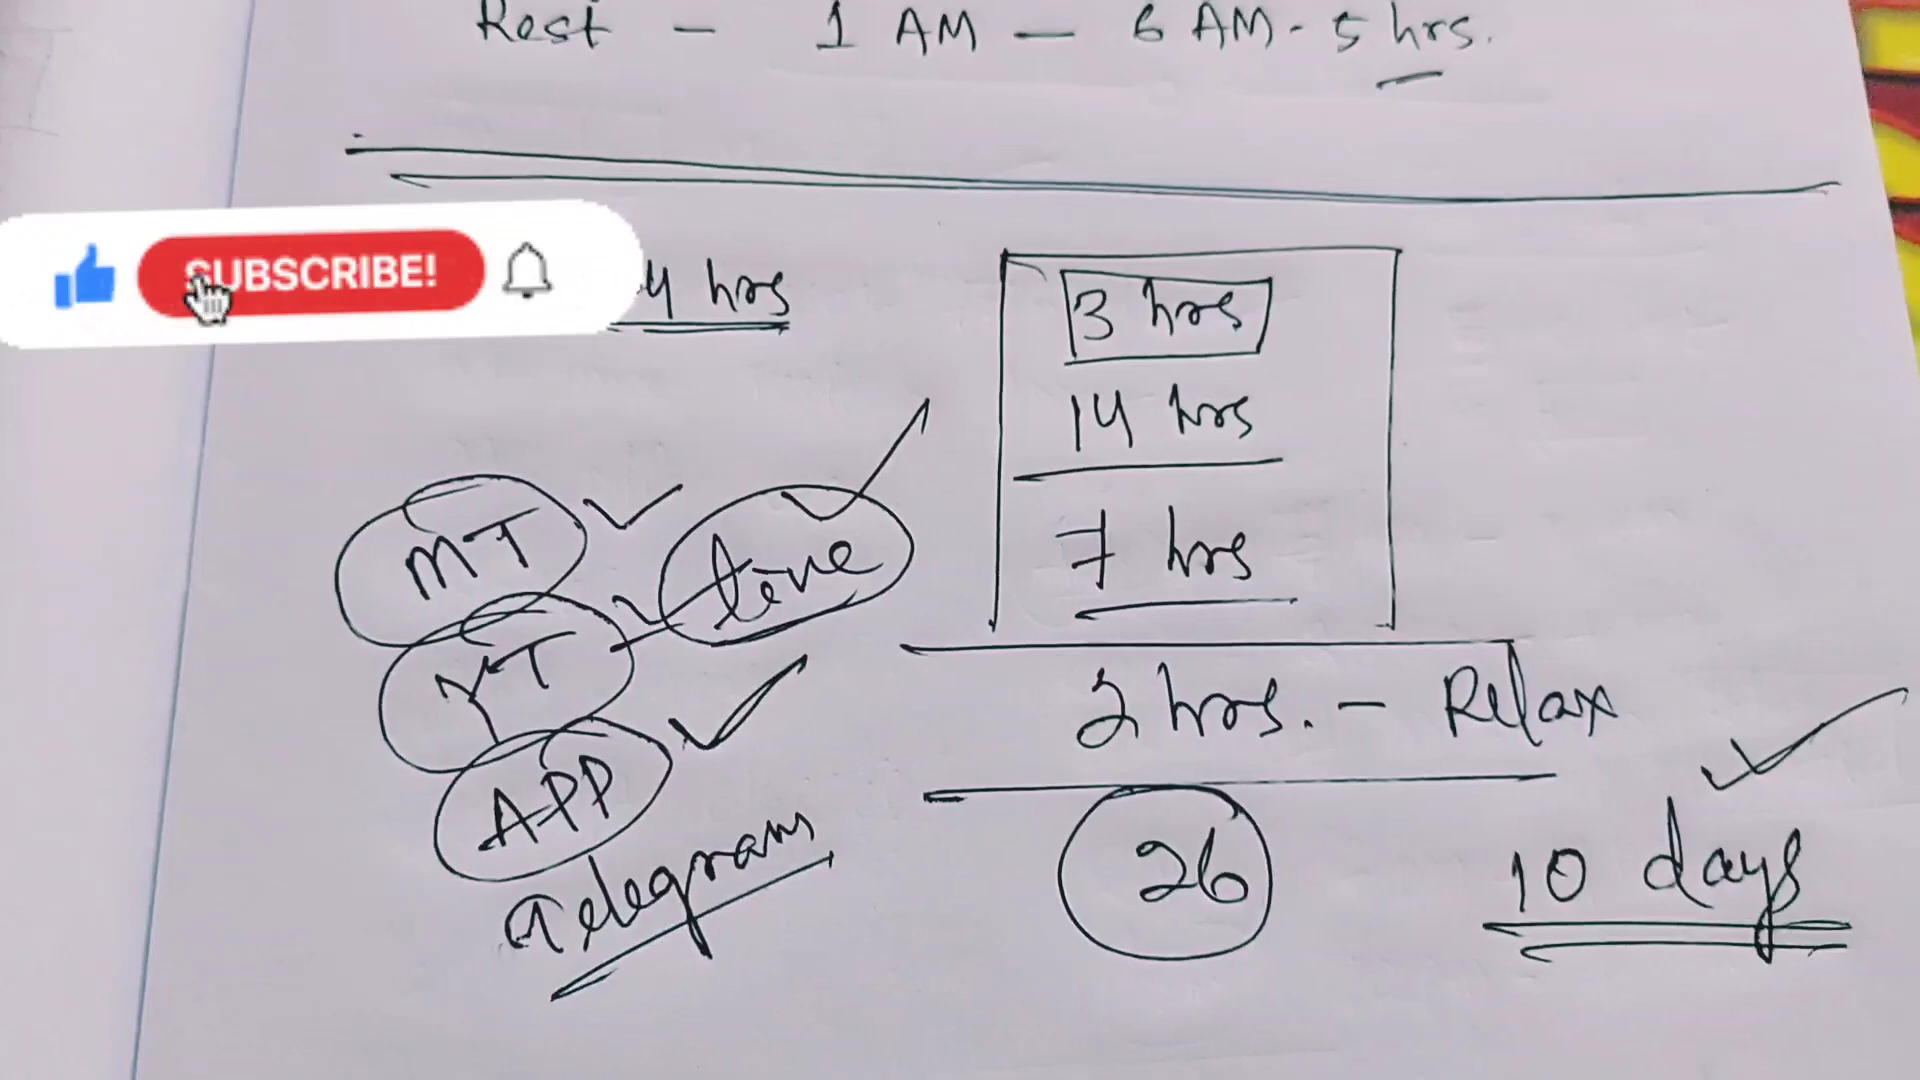 Rest - 1 AM - 6 AM - 5 hrs.
SUBSCRIBE!
4 hrs
3 hrs
14 hrs
7 hrs
MT
live
YT
2 hrs. - Relax
APP
Telegram
26
10 days